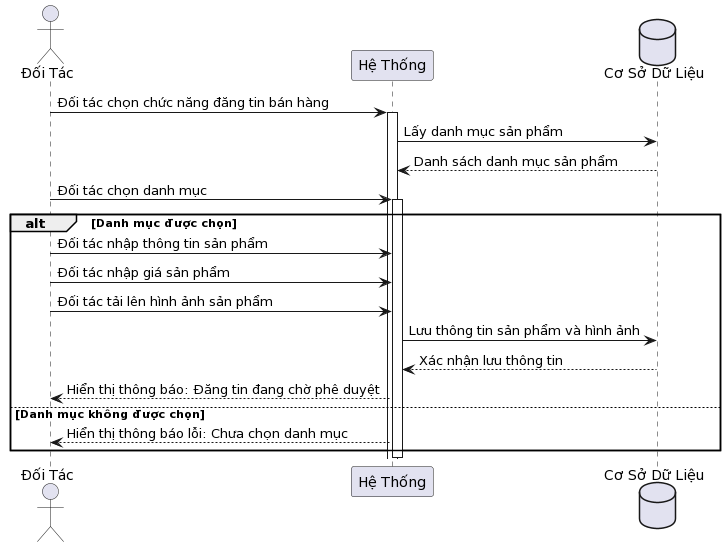 Đối Tác
Hệ Thống
Cơ Sở Dữ Liệu
Đối tác chọn chức năng đăng tin bán hàng
Lấy danh mục sản phẩm
Danh sách danh mục sản phẩm
Đối tác chọn danh mục
alt [Danh mục được chọn]
Đối tác nhập thông tin sản phẩm
Đối tác nhập giá sản phẩm
Đối tác tải lên hình ảnh sản phẩm
Lưu thông tin sản phẩm và hình ảnh
Xác nhận lưu thông tin
Hiển thị thông báo: Đăng tin đang chờ phê duyệt
[Danh mục không được chọn]
Hiển thị thông báo lỗi: Chưa chọn danh mục
Đối Tác
Hệ Thống
Cơ Sở Dữ Liệu